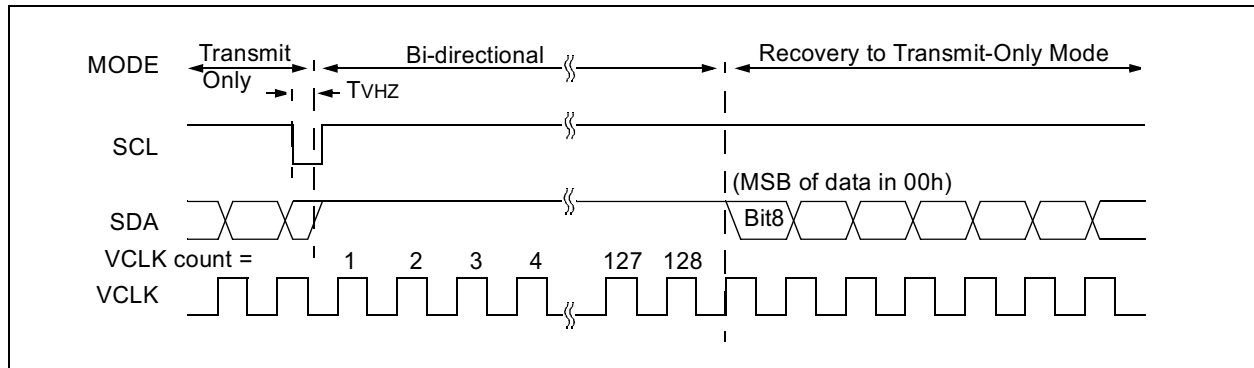 MODE
Transmit
Only
Bi-directional
Recovery to Transmit-Only Mode
TVHZ
SCL
(MSB of data in 00h)
SDA
Bit8
VCLK count =
1 2 3 4 127 128
VCLK